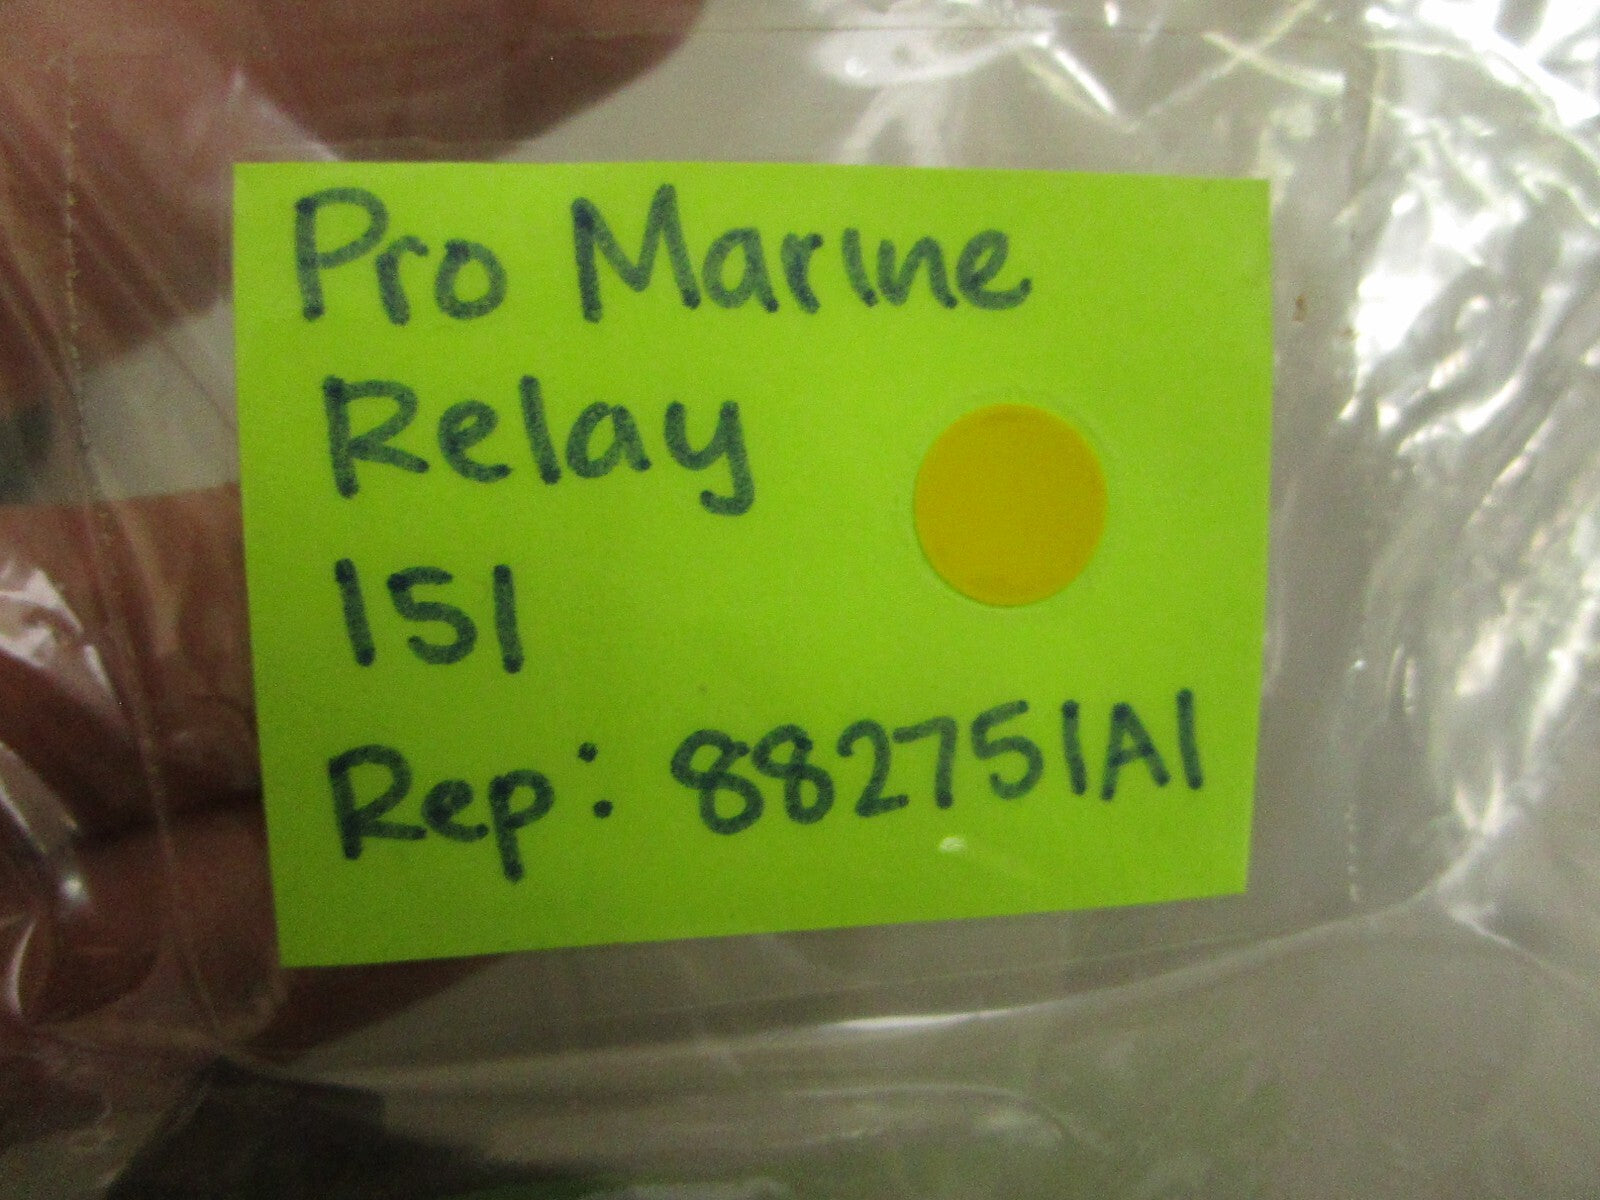 Pro Marine
Relay
151
Rep: 882751A1